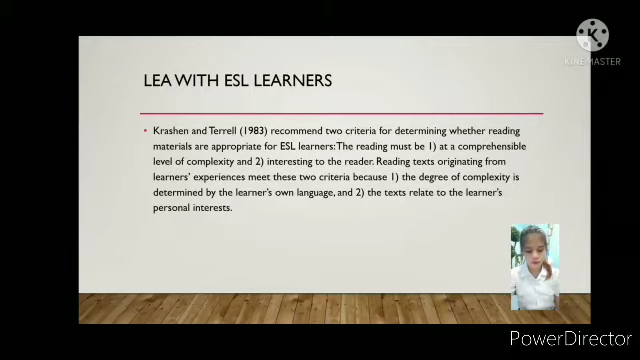 LEA WITH ESL LEARNERS
• Krashen and Terrell (1983) recommend two criteria for determining whether reading
materials are appropriate for ESL learners: The reading must be 1) at a comprehensible
level of complexity and 2) interesting to the reader. Reading texts originating from
learners' experiences meet these two criteria because 1) the degree of complexity is
determined by the learner's own language, and 2) the texts relate to the learner's
personal interests.
K
KINEMASTER
PowerDirector